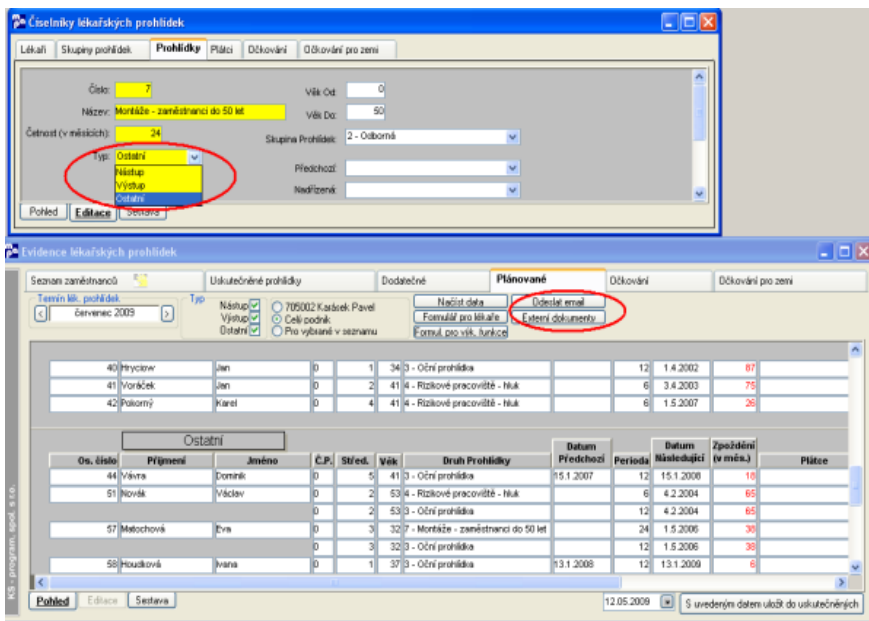 Číselníky lékařských prohlídek
Lékaři Skupiny prohlídek Prohlídky Plátci Očkování Očkování pro zemi
Číslo: 7 Věk Od: 0
Název: Montáže - zaměstnanci do 50 let Věk Do: 50
Četnost (v měsících): 24 Skupina Prohlídek: 2 - Odborná
Typ: Ostatní
Nástup Předchozí:
Výstup
Ostatní Nadřízená:
Pohled Editace Sestava
Evidence lékařských prohlídek
Seznam zaměstnanců Uskutečněné prohlídky Dodatečné Plánované Očkování Očkování pro zemi
Termín lék. prohlídek Typ Nástup 705002 Karásek Pavel Načíst data Odeslat email
< červenec 2009 > Výstup Celý podnik Formulář pro lékaře Externí dokumenty
Ostatní Pro vybrané v seznamu Formul. pro výk. funkce
40 Hryciow Jan 0 1 34 3 - Oční prohlídka 12 1.4.2002 87
41 Voráček Jan 0 2 41 4 - Rizikové pracoviště - hluk 6 3.4.2003 75
42 Pokorný Karel 0 4 41 4 - Rizikové pracoviště - hluk 6 1.5.2007 26
Ostatní
Os. číslo Příjmení Jméno Č.P. Střed. Věk Druh Prohlídky Datum Předchozí Perioda Datum Následující Zpoždění (v měs.) Plátce
44 Vávra Dominik 0 5 41 3 - Oční prohlídka 15.1.2007 12 15.1.2008 18
51 Novák Václav 0 2 53 4 - Rizikové pracoviště - hluk 6 4.2.2004 65
0 2 53 3 - Oční prohlídka 12 4.2.2004 65
57 Matochová Eva 0 3 32 7 - Montáže - zaměstnanci do 50 let 24 1.5.2006 38
0 3 32 3 - Oční prohlídka 12 1.5.2006 38
58 Houdková Ivana 0 1 37 3 - Oční prohlídka 13.1.2008 12 13.1.2009 6
KS - program, spol. s r.o.
Pohled Editace Sestava 12.05.2009 S uvedeným datem uložit do uskutečněných